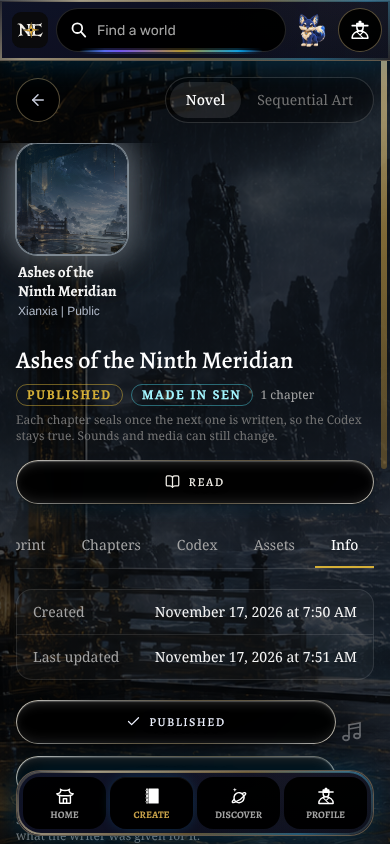 NE
Find a world
Novel
Sequential Art
Ashes of the
Ninth Meridian
Xianxia | Public
Ashes of the Ninth Meridian
PUBLISHED
MADE IN SEN
1 chapter
Each chapter seals once the next one is written, so the Codex
stays true. Sounds and media can still change.
READ
print
Chapters
Codex
Assets
Info
Created
November 17, 2026 at 7:50 AM
Last updated
November 17, 2026 at 7:51 AM
PUBLISHED
HOME
CREATE
DISCOVER
PROFILE
what the writer was given for it.